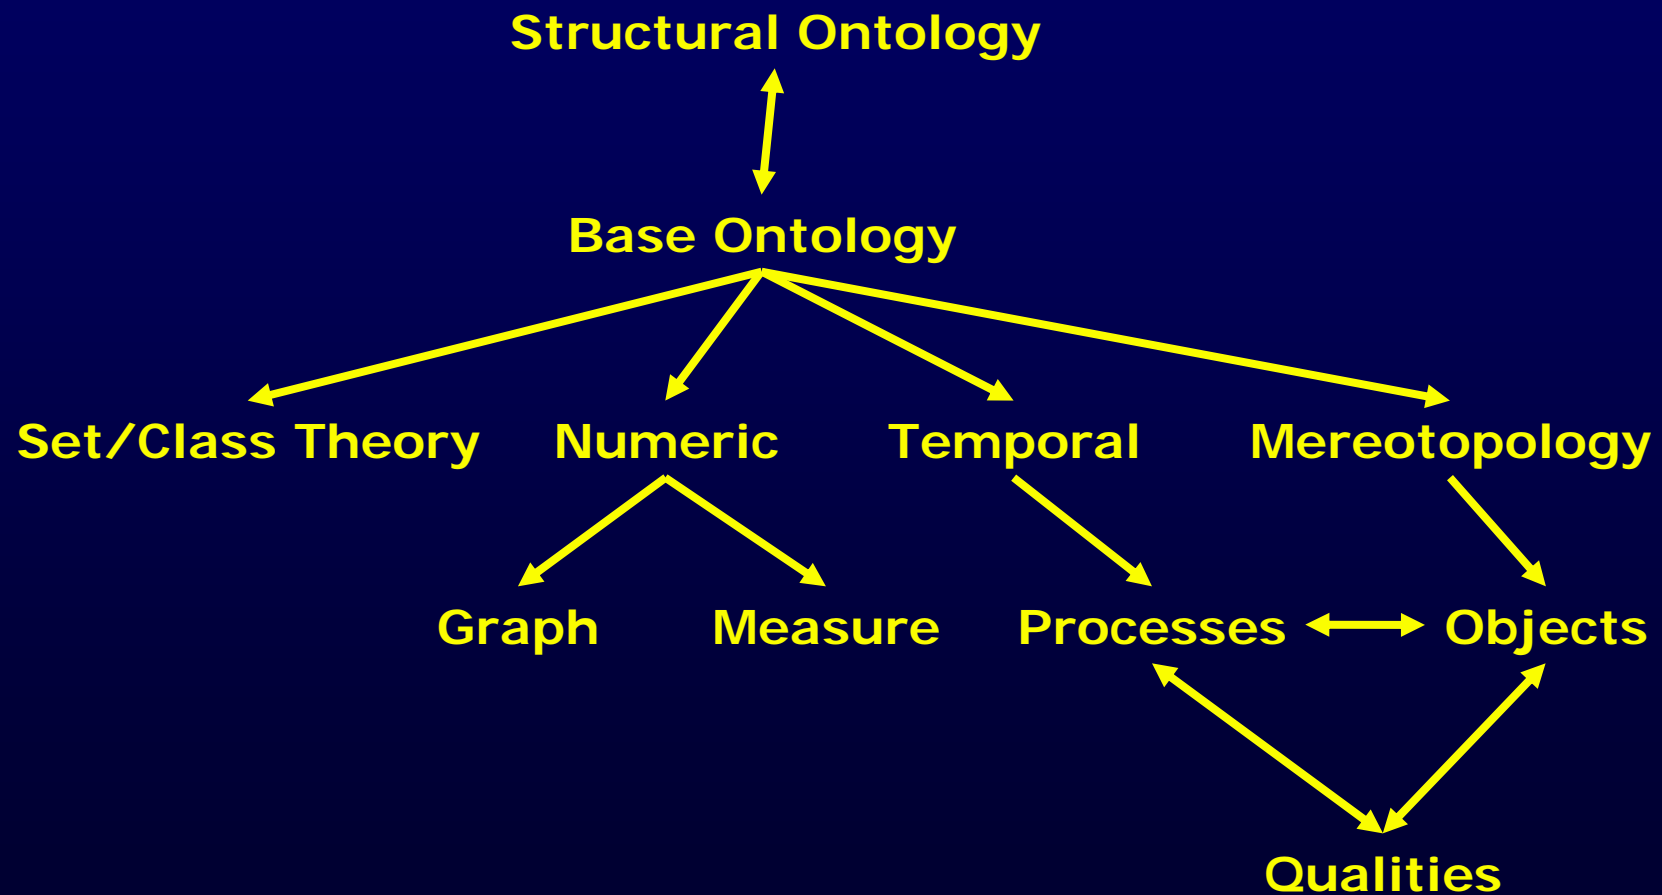 Structural Ontology
Base Ontology
Set/Class Theory Numeric Temporal Mereotopology
Graph Measure Processes Objects
Qualities